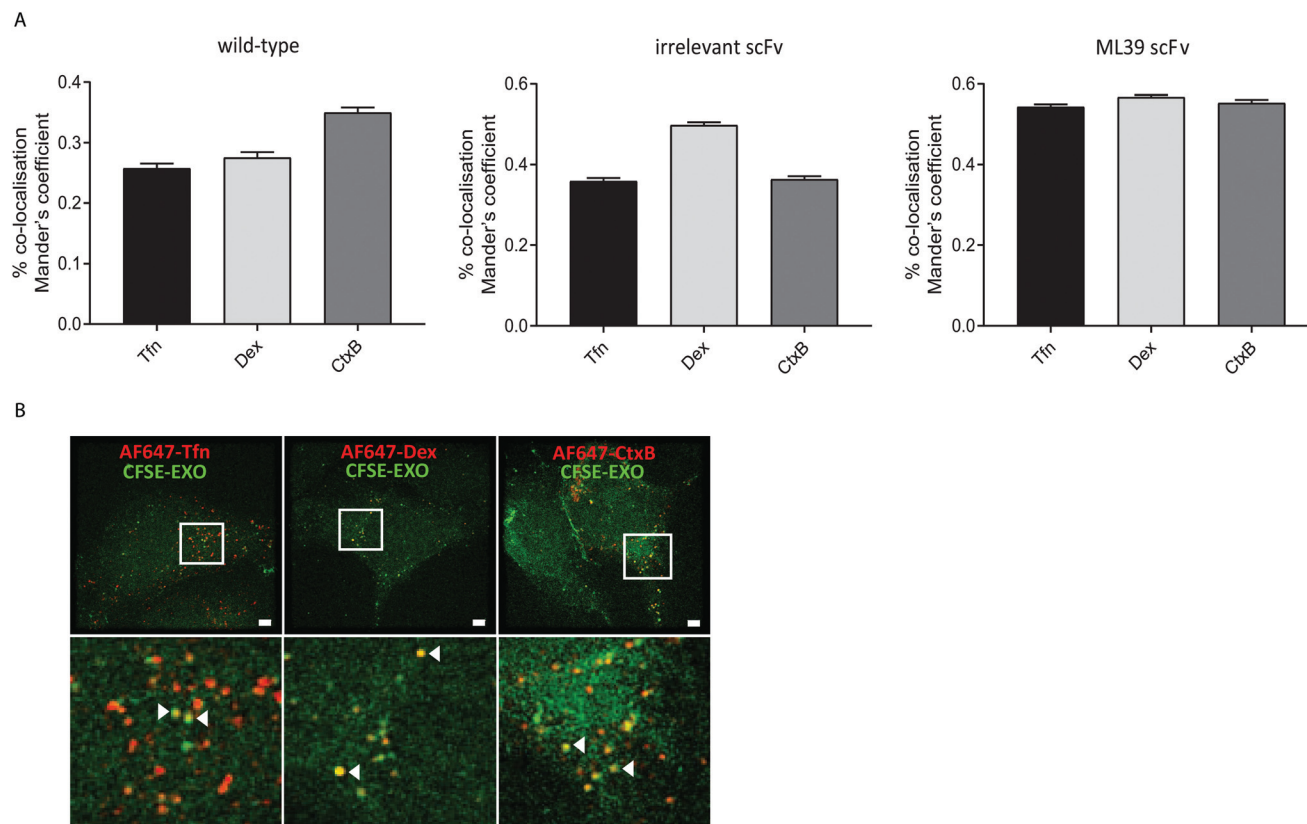 A
wild-type
% co-localisation
Mander's coefficient
0.4
0.3
0.2
0.1
0.0
Tfn
Dex
CtxB
irrelevant scFv
% co-localisation
Mander's coefficient
0.6
0.4
0.2
0.0
Tfn
Dex
CtxB
ML39 scFv
% co-localisation
Mander's coefficient
0.6
0.4
0.2
0.0
Tfn
Dex
CtxB
B
AF647-Tfn
CFSE-EXO
AF647-Dex
CFSE-EXO
AF647-CtxB
CFSE-EXO